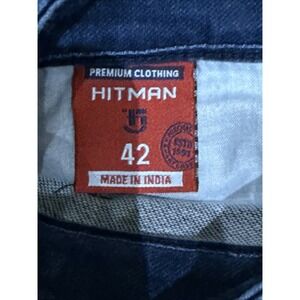 PREMIUM CLOTHING
HITMAN
42
MADE IN INDIA